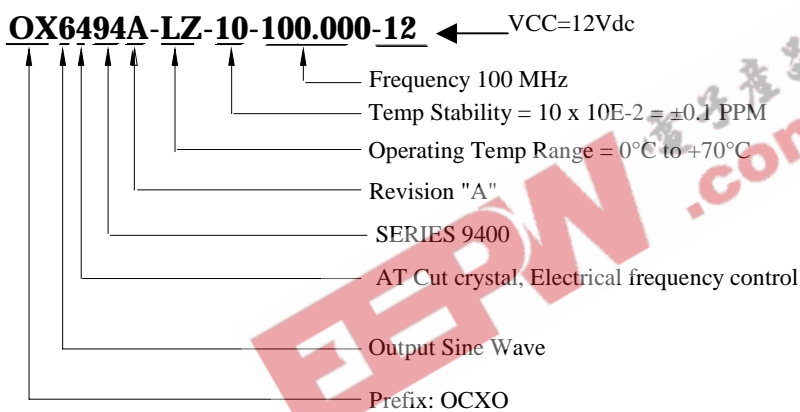 OX6494A-LZ-10-100.000-12
VCC=12Vdc
Frequency 100 MHz
Temp Stability = 10 x 10E-2 = ±0.1 PPM
Operating Temp Range = 0°C to +70°C
Revision "A"
SERIES 9400
AT Cut crystal, Electrical frequency control
Output Sine Wave
Prefix: OCXO
EEPW
.com